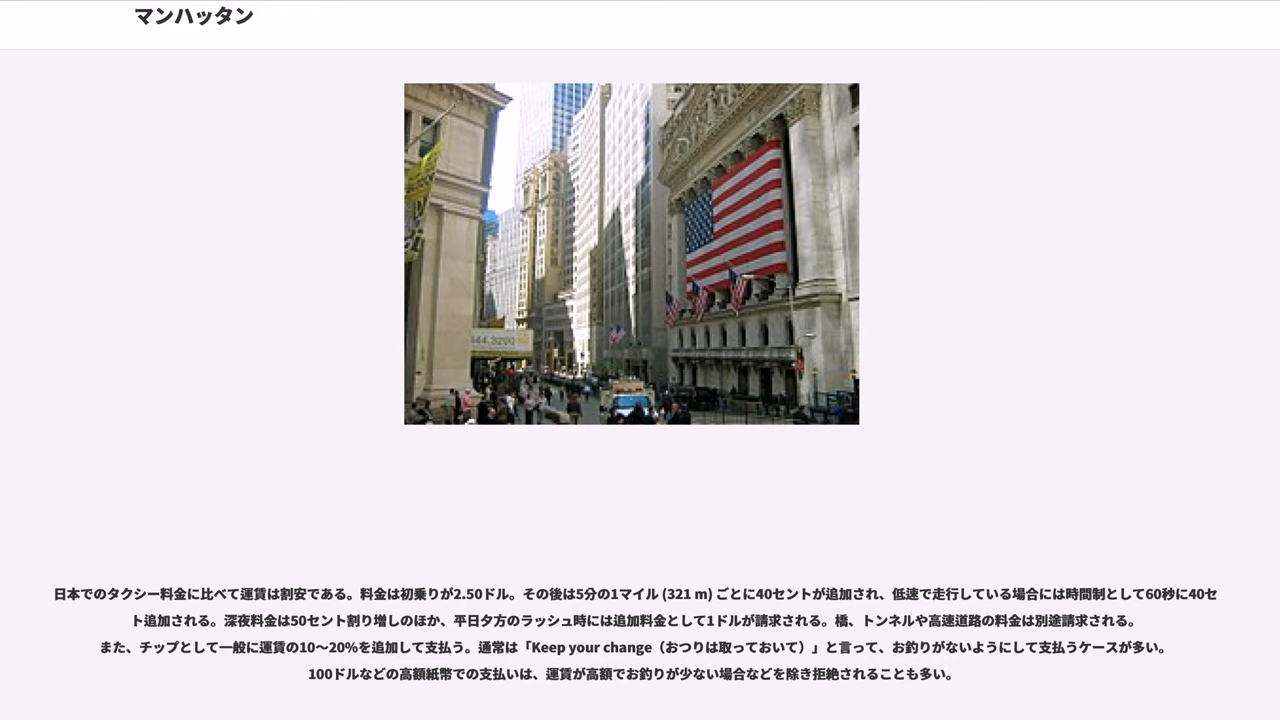 マンハッタン
444.3200
日本でのタクシー料金に比べて運賃は割安である。料金は初乗りが2.50ドル。その後は5分の1マイル (321 m) ごとに40セントが追加され、低速で走行している場合には時間制として60秒に40セ
ント追加される。深夜料金は50セント割り増しのほか、平日夕方のラッシュ時には追加料金として1ドルが請求される。橋、トンネルや高速道路の料金は別途請求される。
また、チップとして一般に運賃の10〜20%を追加して支払う。通常は「Keep your change（おつりは取っておいて）」と言って、お釣りがないようにして支払うケースが多い。
100ドルなどの高額紙幣での支払いは、運賃が高額でお釣りが少ない場合などを除き拒絶されることも多い。